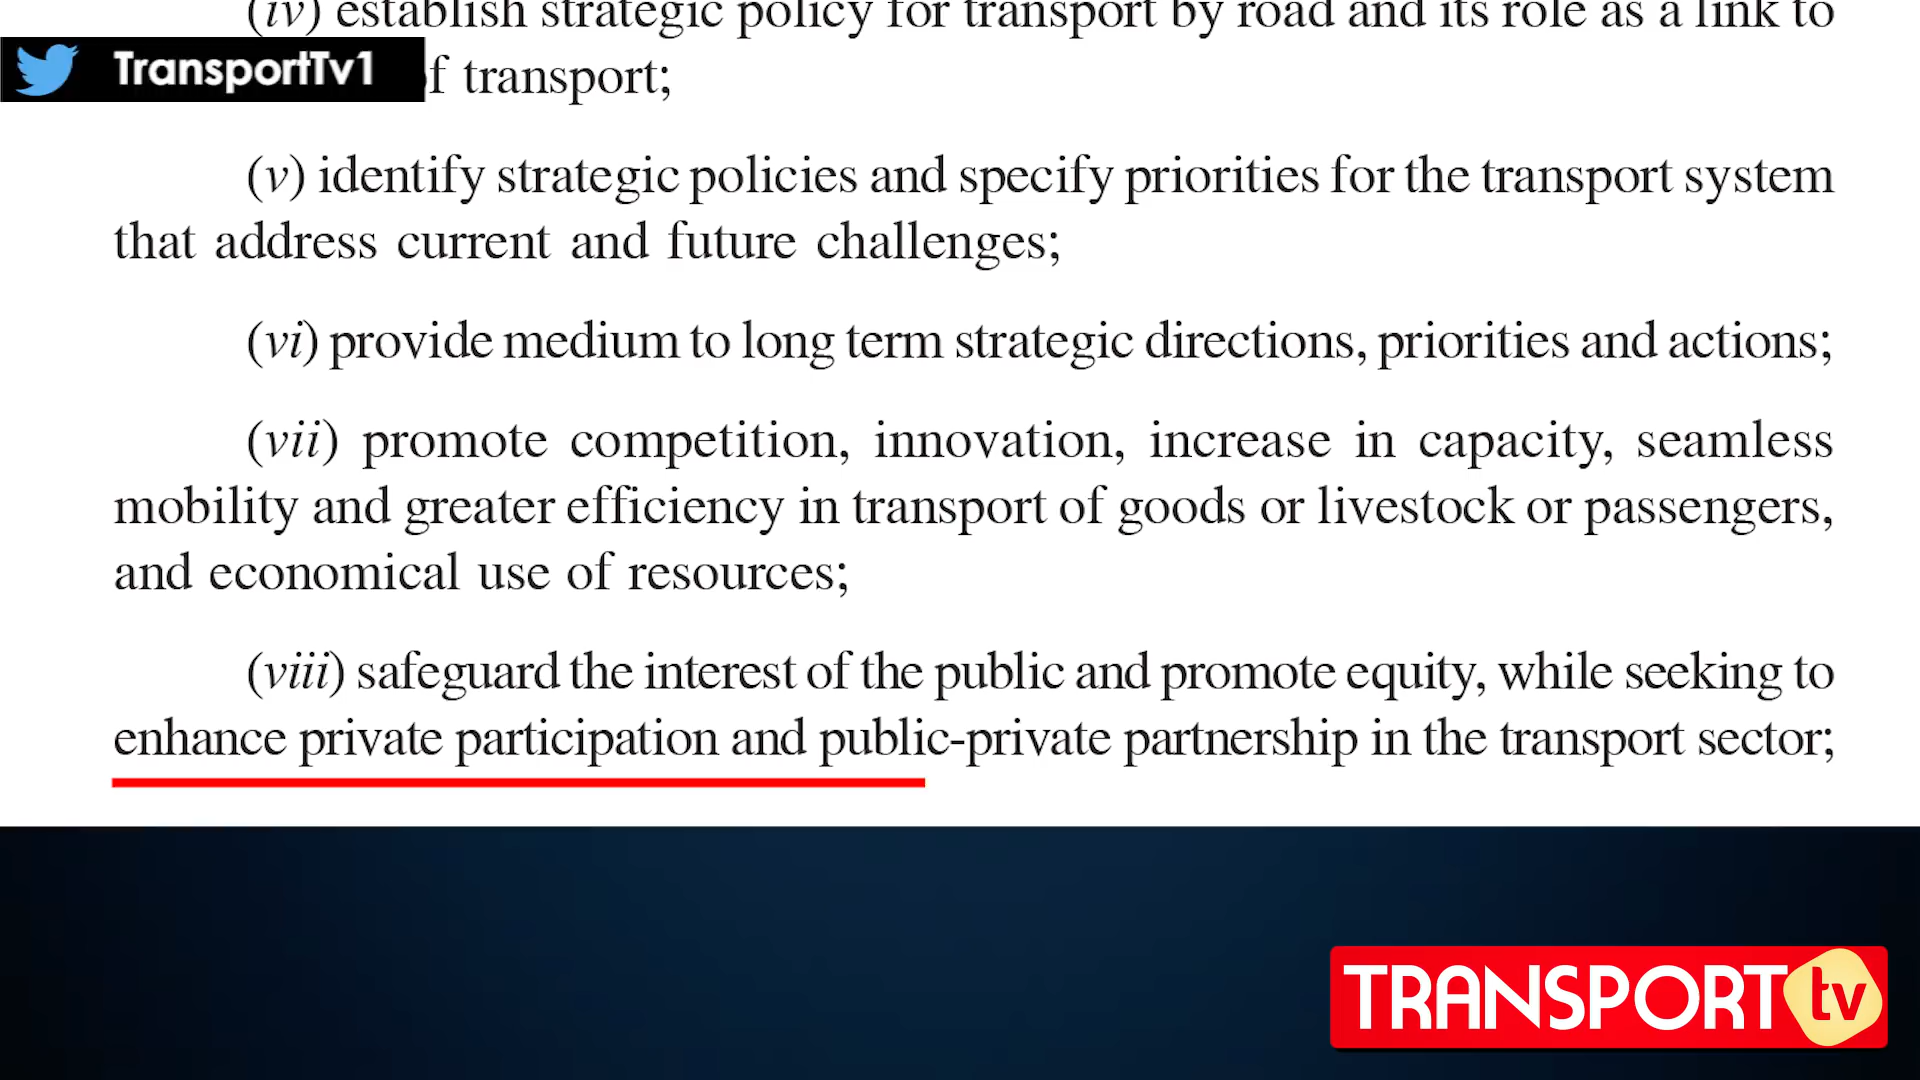 (iv) establish strategic policy for transport by road and its role as a link to
TransportTv1
of transport;
(v) identify strategic policies and specify priorities for the transport system
that address current and future challenges;
(vi) provide medium to long term strategic directions, priorities and actions;
(vii) promote competition, innovation, increase in capacity, seamless
mobility and greater efficiency in transport of goods or livestock or passengers,
and economical use of resources;
(viii) safeguard the interest of the public and promote equity, while seeking to
enhance private participation and public-private partnership in the transport sector;
TRANSPORT tv